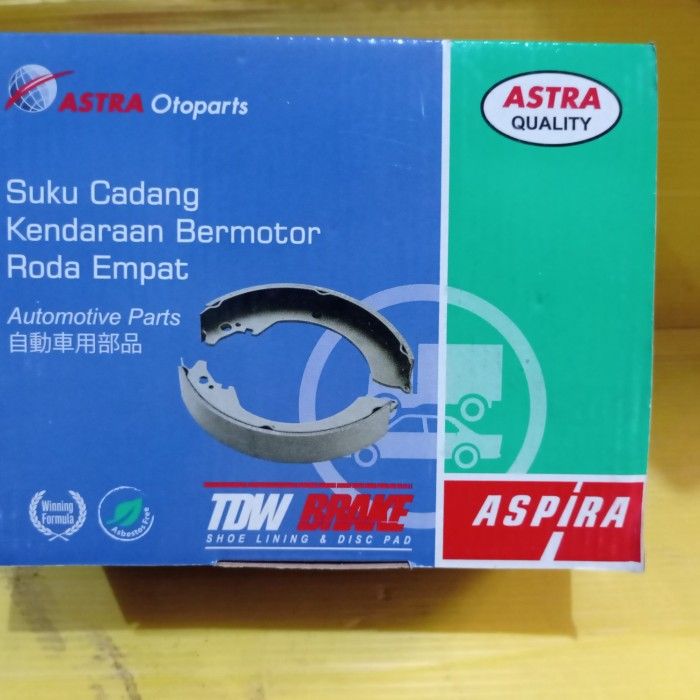 ASTRA Otoparts
ASTRA
QUALITY
Suku Cadang
Kendaraan Bermotor
Roda Empat
Automotive Parts
自動車用部品
Winning
Formula
Asbestos Free
TDW BRAKE
SHOE LINING & DISC PAD
ASPIRA